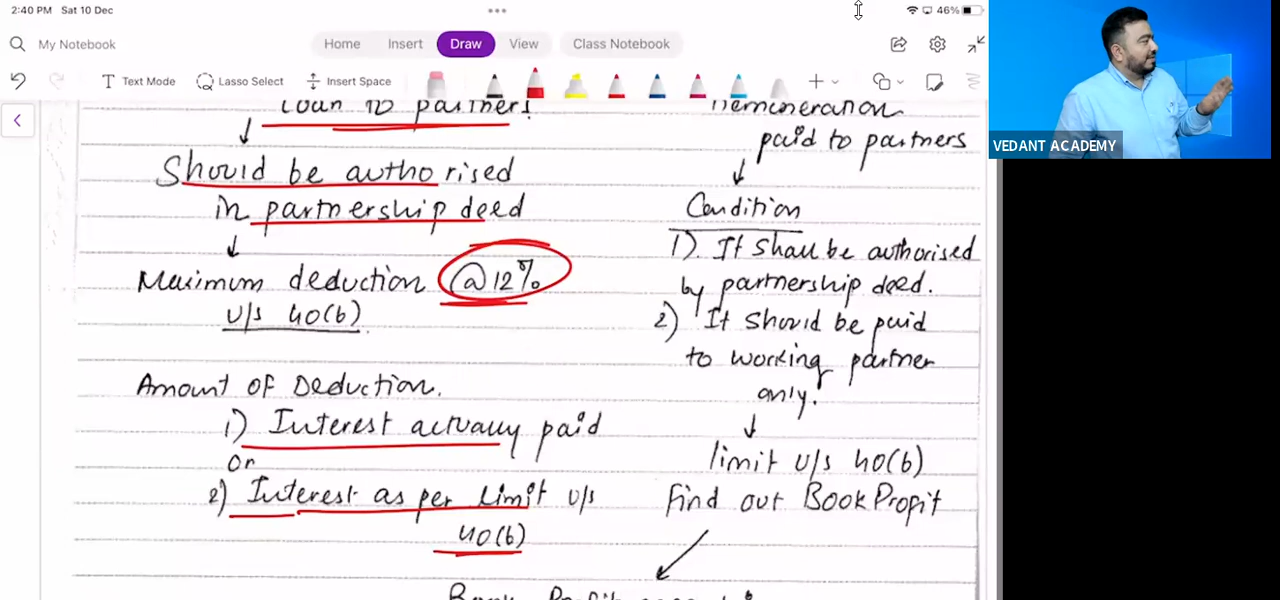 2:40 PM Sat 10 Dec
46%
My Notebook
Home Insert Draw View Class Notebook
Text Mode Lasso Select Insert Space
VEDANT ACADEMY
Loan to partners
Should be authorised
in partnership deed
Maximum deduction @12%
u/s 40(b)
Amount of Deduction.
1) Interest actually paid
or
2) Interest as per limit u/s
40(b)
Remuneration
paid to partners
Condition
1). It shall be authorised
by partnership deed.
2) It should be paid
to working partner
only.
limit u/s 40(b)
Find out Book Profit
Book Profit